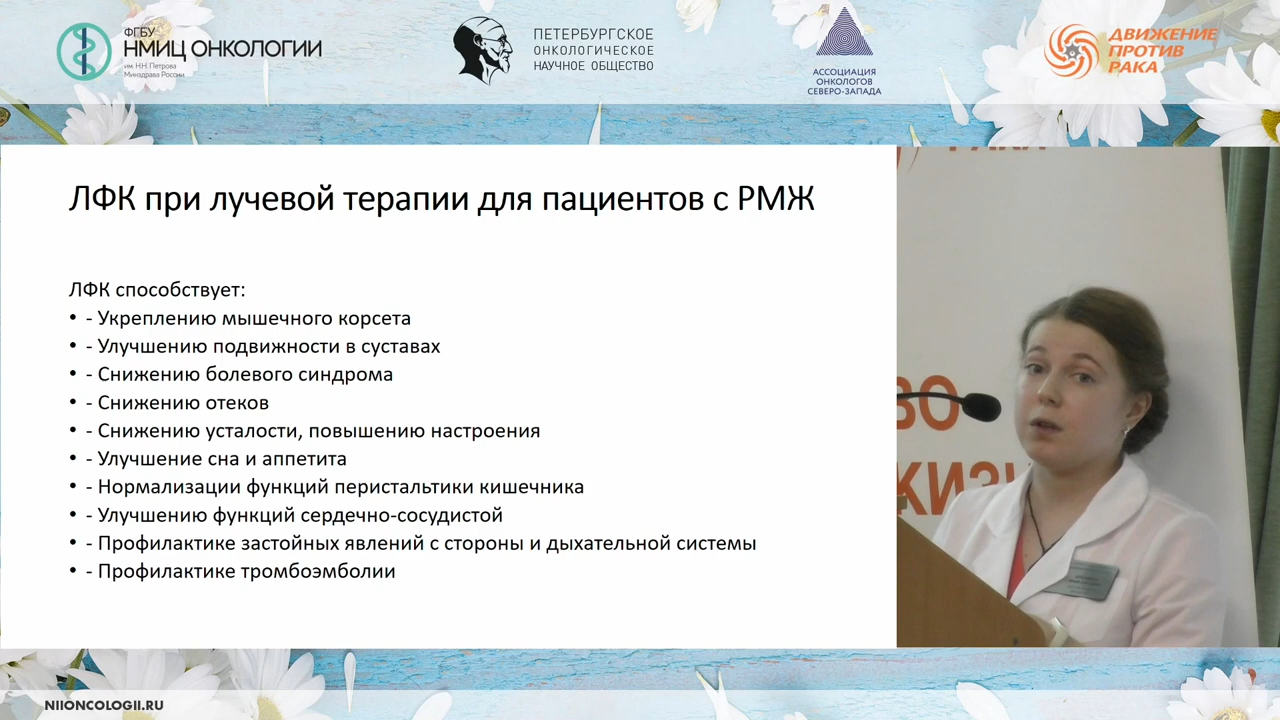 ФГБУ
НМИЦ ОНКОЛОГИИ
им. Н.Н. Петрова
Минздрава России
ПЕТЕРБУРГСКОЕ
ОНКОЛОГИЧЕСКОЕ
НАУЧНОЕ ОБЩЕСТВО
АССОЦИАЦИЯ
ОНКОЛОГОВ
СЕВЕРО-ЗАПАДА
ДВИЖЕНИЕ
ПРОТИВ
РАКА
ЛФК при лучевой терапии для пациентов с РМЖ
ЛФК способствует:
• - Укреплению мышечного корсета
• - Улучшению подвижности в суставах
• - Снижению болевого синдрома
• - Снижению отеков
• - Снижению усталости, повышению настроения
• - Улучшение сна и аппетита
• - Нормализации функций перистальтики кишечника
• - Улучшению функций сердечно-сосудистой
• - Профилактике застойных явлений с стороны и дыхательной системы
• - Профилактике тромбоэмболии
NIIONCOLOGII.RU